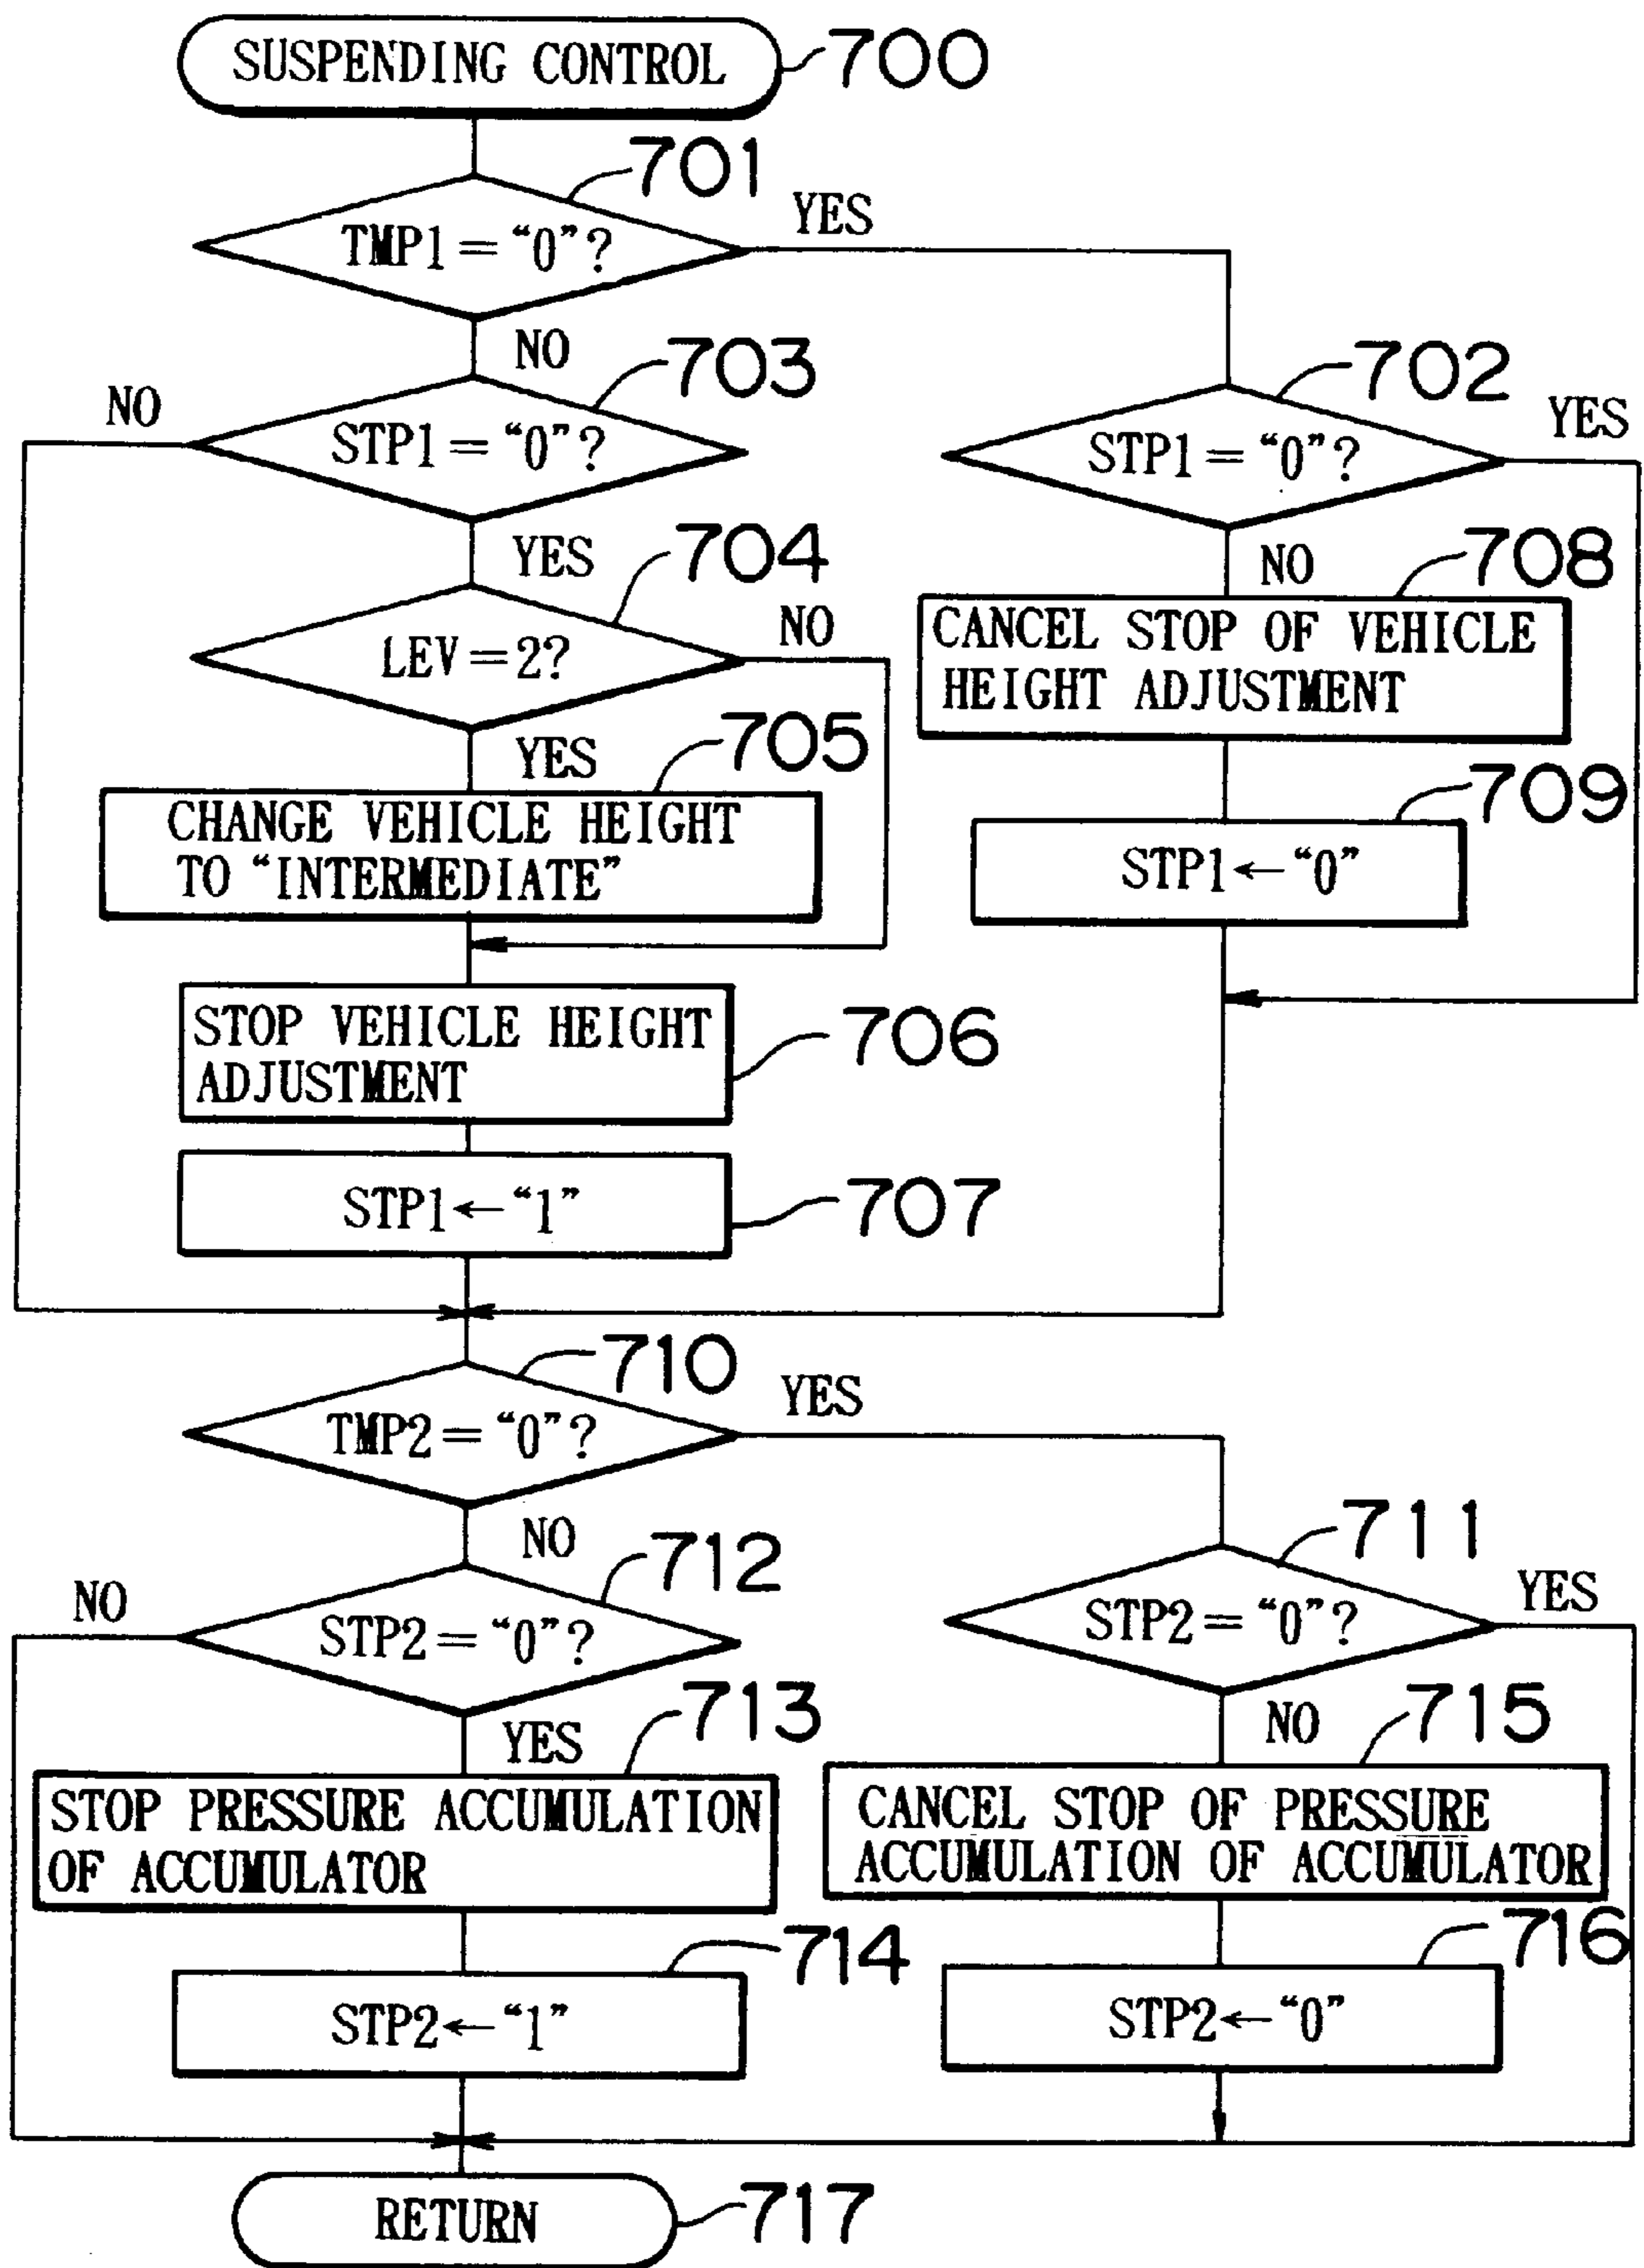 SUSPENDING CONTROL
700
701
TMP1 = “0”?
YES
NO
703
STP1 = “0”?
NO
702
STP1 = “0”?
YES
YES
704
LEV = 2?
NO
NO
708
CANCEL STOP OF VEHICLE
HEIGHT ADJUSTMENT
YES
705
CHANGE VEHICLE HEIGHT
TO “INTERMEDIATE”
709
STP1 ← “0”
STOP VEHICLE HEIGHT
ADJUSTMENT
706
STP1 ← “1”
707
710
TMP2 = “0”?
YES
NO
712
STP2 = “0”?
NO
711
STP2 = “0”?
YES
YES
713
STOP PRESSURE ACCUMULATION
OF ACCUMULATOR
NO
715
CANCEL STOP OF PRESSURE
ACCUMULATION OF ACCUMULATOR
714
STP2 ← “1”
716
STP2 ← “0”
RETURN
717